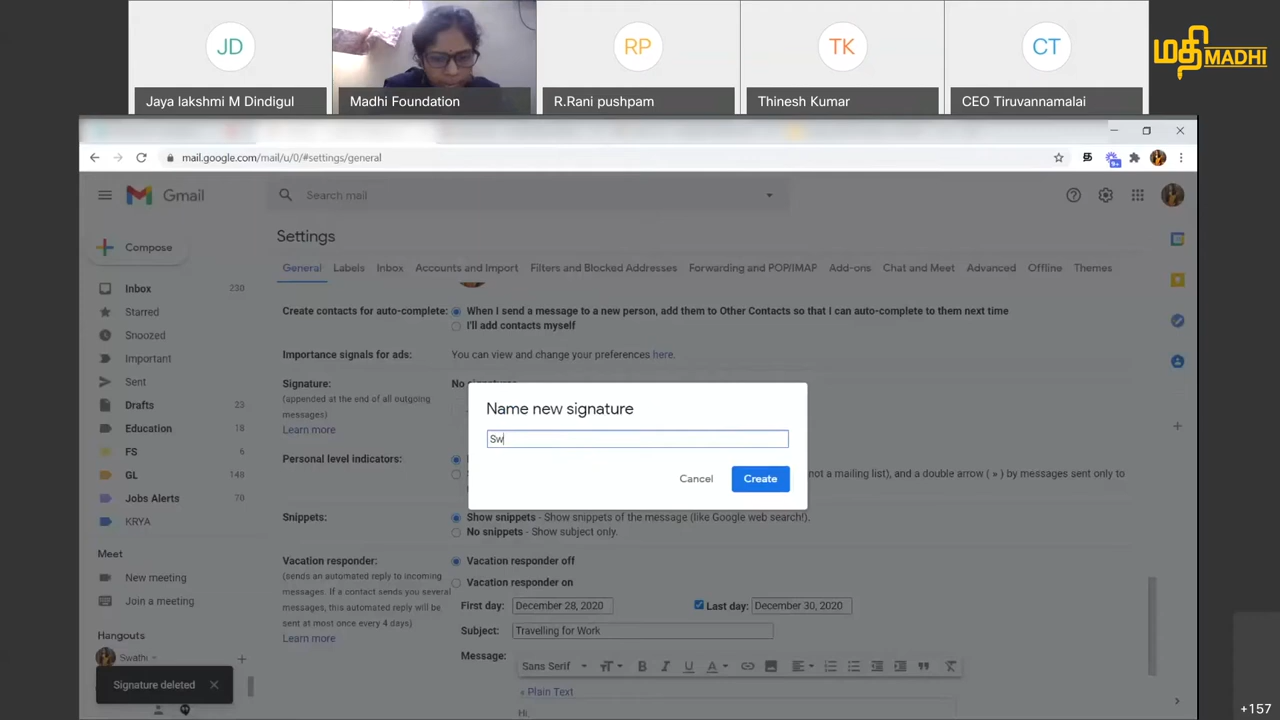 JD
RP
TK
CT
மதி MADHI
Jaya lakshmi M Dindigul
Madhi Foundation
R.Rani pushpam
Thinesh Kumar
CEO Tiruvannamalai
mail.google.com/mail/u/0/#settings/general
Gmail
Search mail
Settings
Compose
General Labels Inbox Accounts and Import Filters and Blocked Addresses Forwarding and POP/IMAP Add-ons Chat and Meet Advanced Offline Themes
Inbox 230
Starred
Snoozed
Important
Sent
Drafts 23
Education 228
FS 6
GL 149
Jobs Alerts 70
KRYA
Meet
New meeting
Join a meeting
Hangouts
Swathi
Signature deleted
Create contacts for auto-complete: When I send a message to a new person, add them to Other Contacts so that I can auto-complete to them next time
I'll add contacts myself
Importance signals for ads: You can view and change your preferences here.
Signature: No signatures
(appended at the end of all outgoing
messages)
Learn more
Name new signature
Sw
Cancel Create
Personal level indicators:
not a mailing list), and a double arrow ( » ) by messages sent only to
Snippets: Show snippets - Show snippets of the message (like Google web search!).
No snippets - Show subject only.
Vacation responder: Vacation responder off
(sends an automated reply to incoming
messages. If a contact sends you several
messages, this automated reply will be
sent at most once every 4 days)
Learn more
Vacation responder on
First day: December 28, 2020 Last day: December 30, 2020
Subject: Travelling for Work
Message: Sans Serif
« Plain Text
Hi,
+157